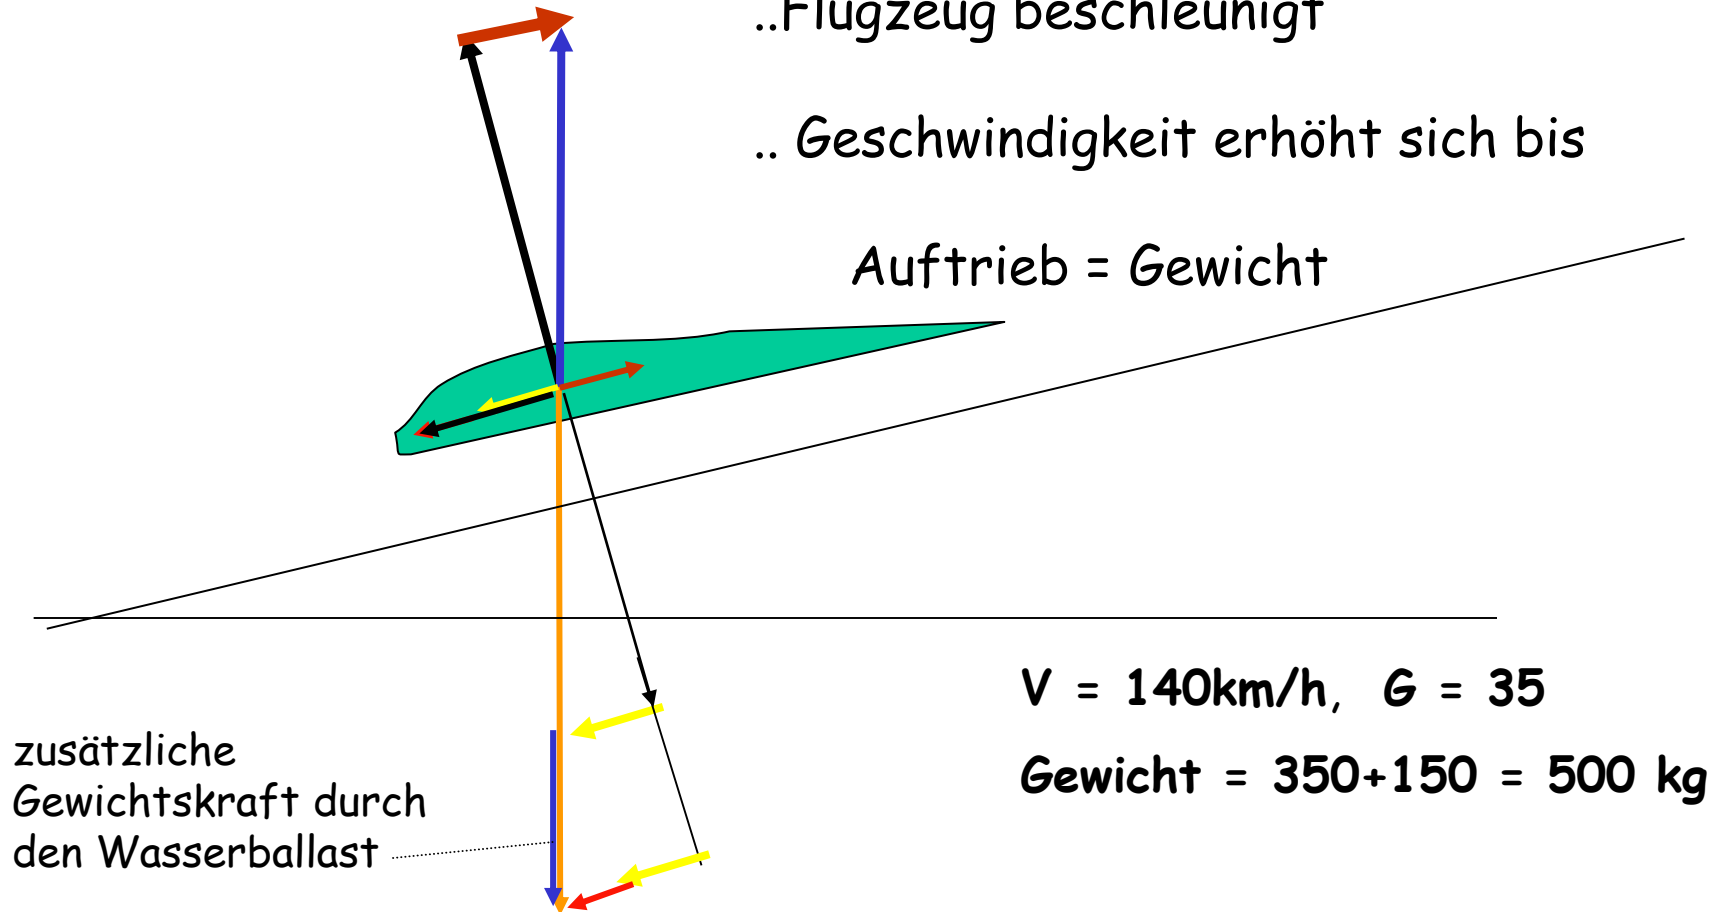 ..Flugzeug beschleunigt
.. Geschwindigkeit erhöht sich bis
Auftrieb = Gewicht
V = 140km/h, G = 35
Gewicht = 350+150 = 500 kg
zusätzliche
Gewichtskraft durch
den Wasserballast